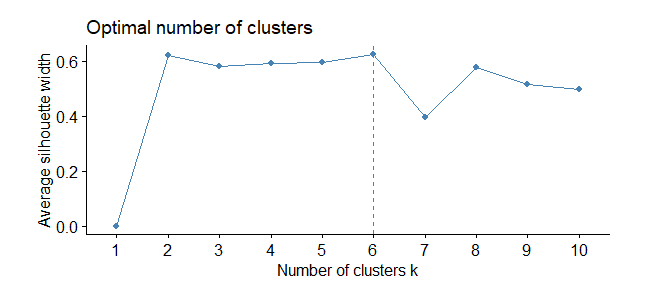 Optimal number of clusters
Average silhouette width
0.6
0.4
0.2
0.0
1 2 3 4 5 6 7 8 9 10
Number of clusters k